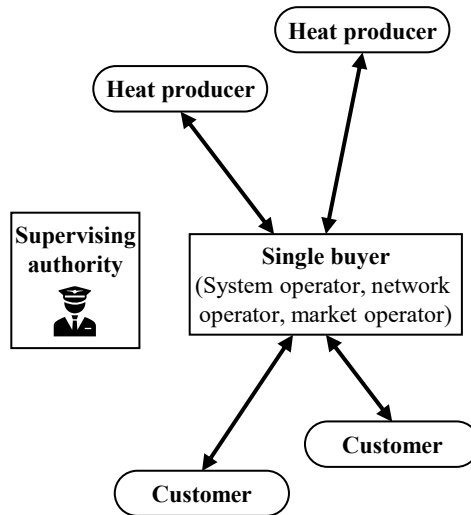 Heat producer
Heat producer
Supervising
authority
Single buyer
(System operator, network
operator, market operator)
Customer
Customer